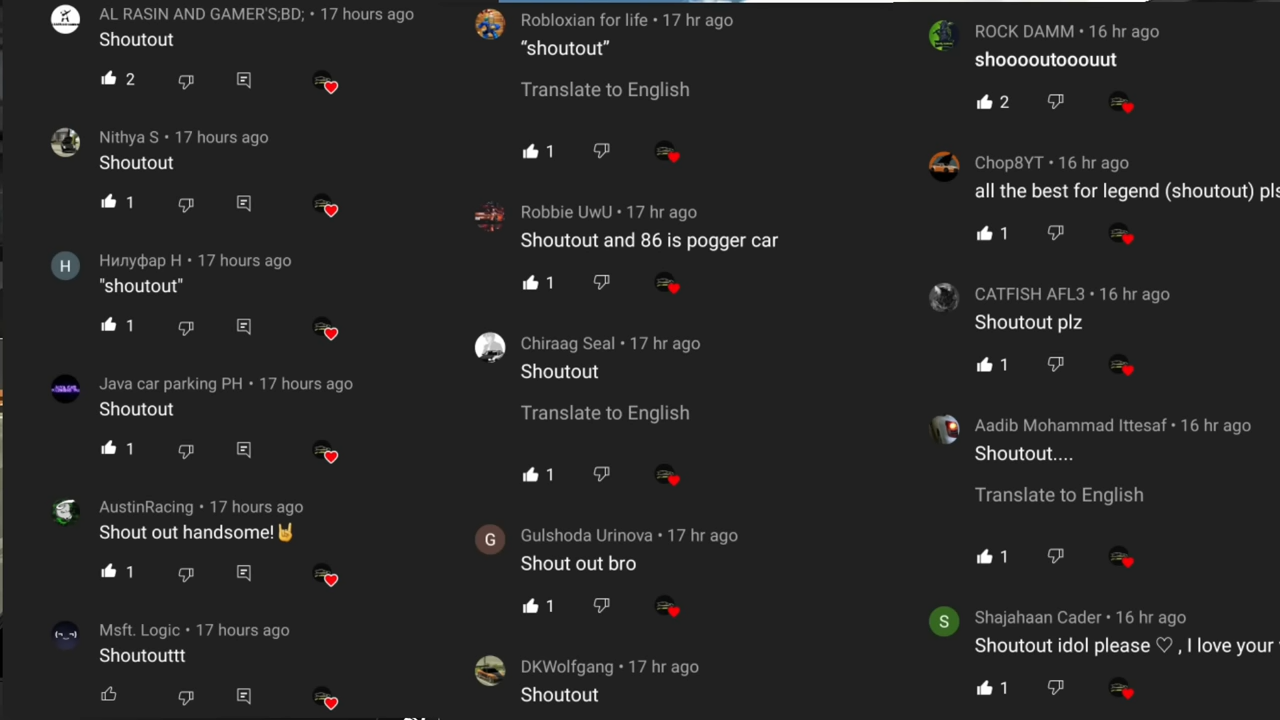 AL RASIN AND GAMER'S;BD; • 17 hours ago
Shoutout
2
Nithya S • 17 hours ago
Shoutout
1
Нилуфар Н • 17 hours ago
"shoutout"
1
Java car parking PH • 17 hours ago
Shoutout
1
AustinRacing • 17 hours ago
Shout out handsome!🤘
1
Msft. Logic • 17 hours ago
Shoutouttt
Robloxian for life • 17 hr ago
“shoutout”
Translate to English
1
Robbie UwU • 17 hr ago
Shoutout and 86 is pogger car
1
Chiraag Seal • 17 hr ago
Shoutout
Translate to English
1
G
Gulshoda Urinova • 17 hr ago
Shout out bro
1
DKWolfgang • 17 hr ago
Shoutout
ROCK DAMM • 16 hr ago
shooooutooouut
2
Chop8YT • 16 hr ago
all the best for legend (shoutout) pls
1
CATFISH AFL3 • 16 hr ago
Shoutout plz
1
Aadib Mohammad Ittesaf • 16 hr ago
Shoutout....
Translate to English
1
S
Shajahaan Cader • 16 hr ago
Shoutout idol please ♡ , I love your
1